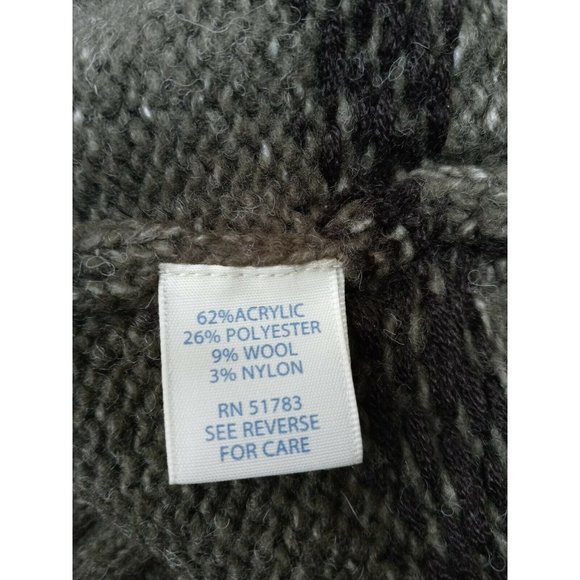 62%ACRYLIC
26% POLYESTER
9% WOOL
3% NYLON
RN 51783
SEE REVERSE
FOR CARE